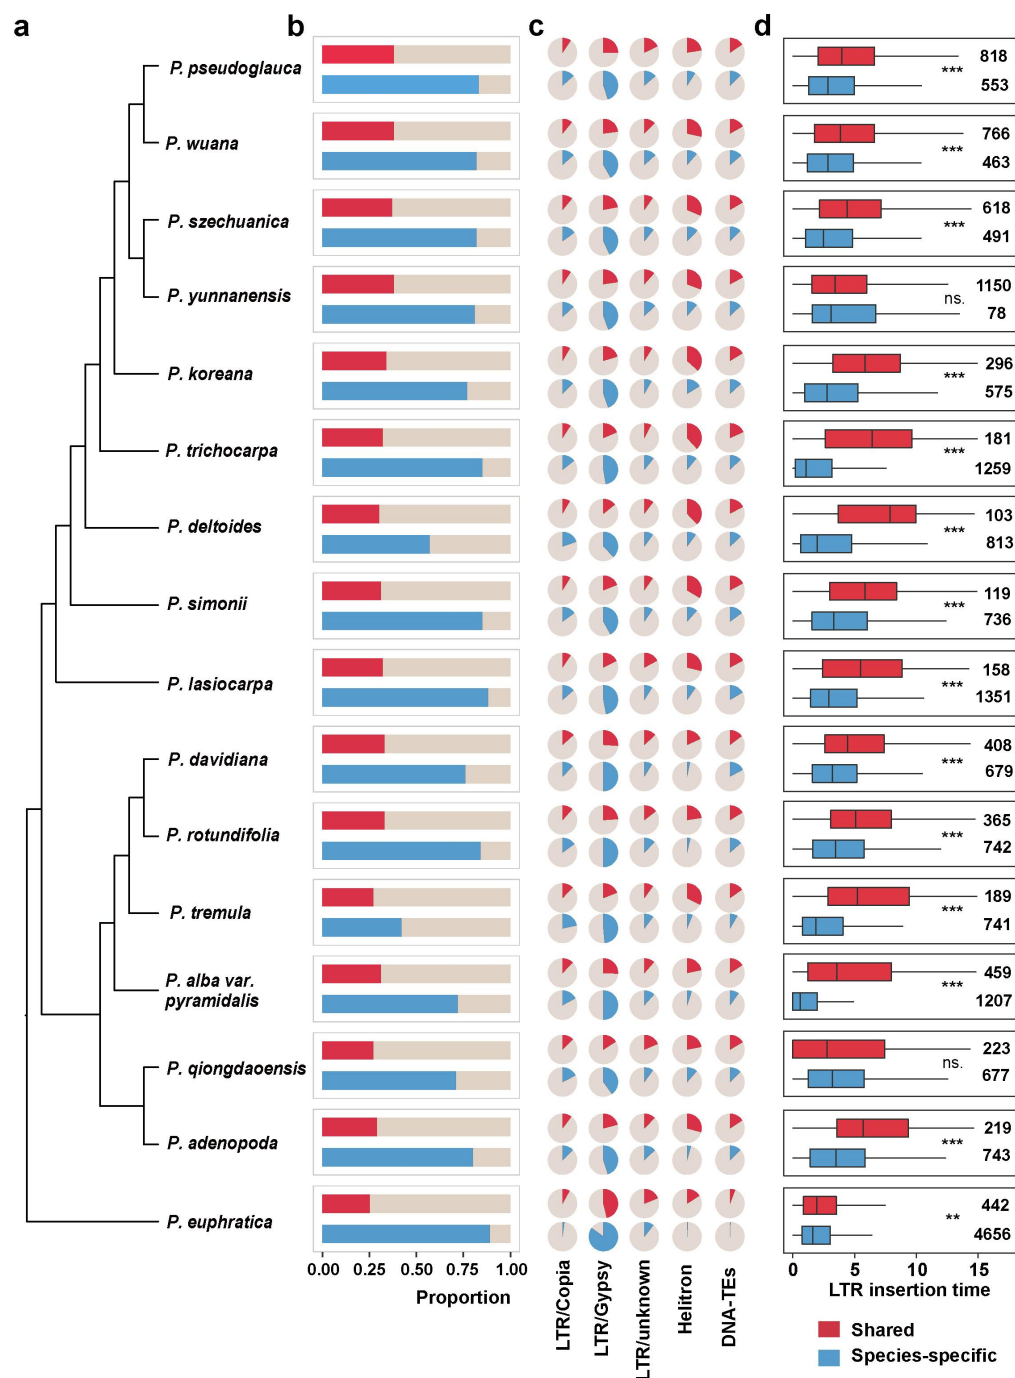 a b c d
P. pseudoglauca 818
*** 
553
P. wuana 766
***
463
P. szechuanica 618
***
491
P. yunnanensis 1150
ns.
78
P. koreana 296
***
575
P. trichocarpa 181
***
1259
P. deltoides 103
***
813
P. simonii 119
***
736
P. lasiocarpa 158
***
1351
P. davidiana 408
***
679
P. rotundifolia 365
***
742
P. tremula 189
***
741
P. alba var. 459
pyramidalis ***
1207
P. qiongdaoensis 223
ns.
677
P. adenopoda 219
***
743
P. euphratica 442
**
4656
0.00 0.25 0.75 1.00
Proportion
LTR/Copia
LTR/Gypsy
LTR/unknown
Helitron
DNA-TEs
0 5 10 15
LTR insertion time
Shared
Species-specific